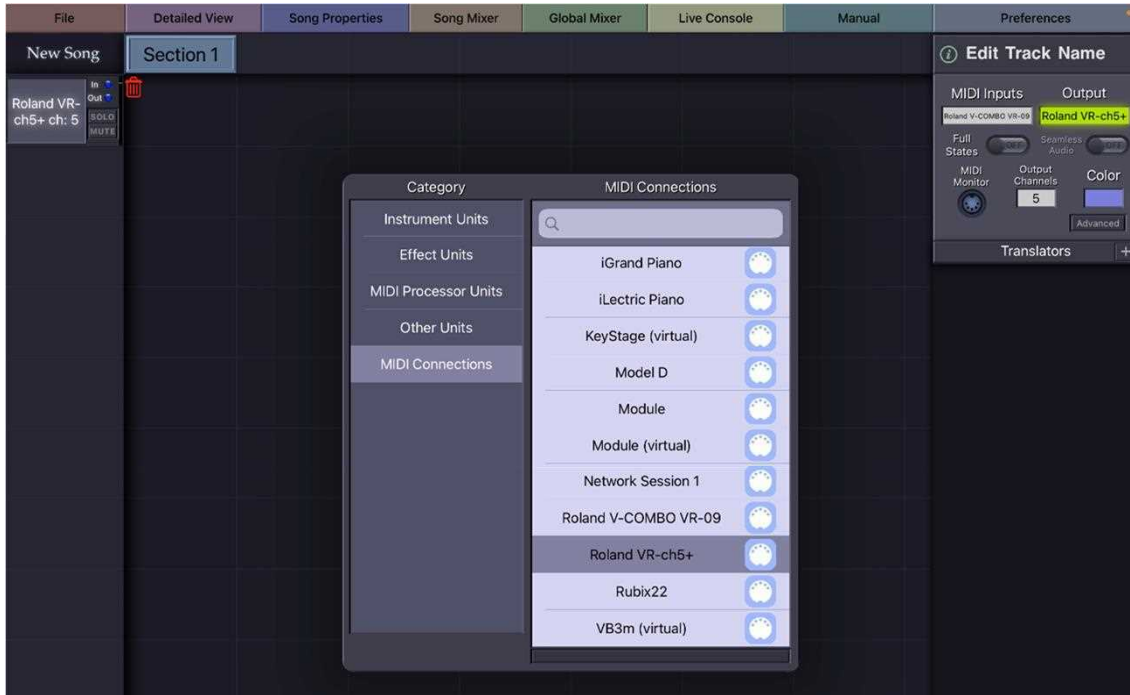 File Detailed View Song Properties Song Mixer Global Mixer Live Console Manual Preferences
New Song Section 1
Roland VR-
ch5+ ch: 5
In
Out
SOLO
MUTE
Category
Instrument Units
Effect Units
MIDI Processor Units
Other Units
MIDI Connections
MIDI Connections
iGrand Piano
iLectric Piano
KeyStage (virtual)
Model D
Module
Module (virtual)
Network Session 1
Roland V-COMBO VR-09
Roland VR-ch5+
Rubix22
VB3m (virtual)
Edit Track Name
MIDI Inputs Output
Roland V-COMBO VR-09 Roland VR-ch5+
Full
States
OFF
Seamless
Audio
OFF
MIDI
Monitor
Output
Channels
5
Color
Advanced
Translators +